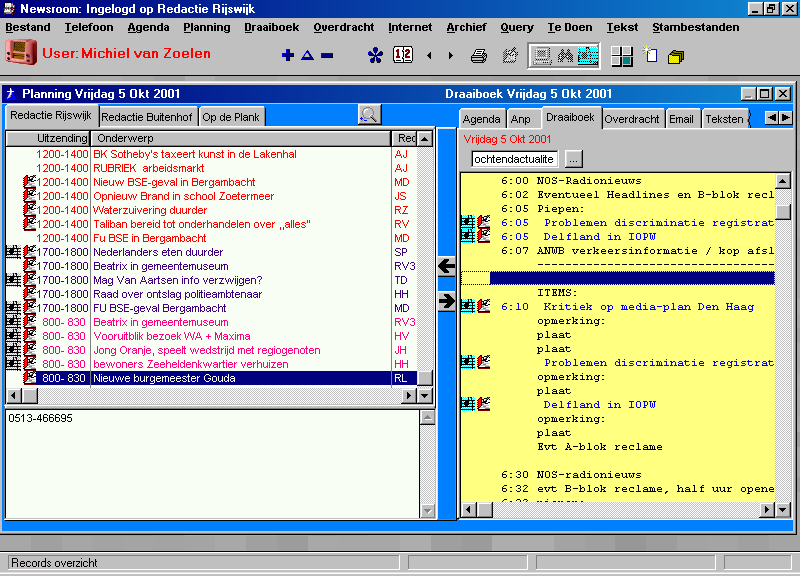 Newsroom: Ingelogd op Redactie Rijswijk
Bestand Telefoon Agenda Planning Draaiboek Overdracht Internet Archief Query Te Doen Tekst Stambestanden
User: Michiel van Zoelen
12
Planning Vrijdag 5 Okt 2001
Redactie Rijswijk Redactie Buitenhof Op de Plank
Uitzending Onderwerp Rec
1200-1400 BK Sotheby's taxeert kunst in de Lakenhal AJ
1200-1400 RUBRIEK arbeidsmarkt AJ
1200-1400 Nieuw BSE-geval in Bergambacht MD
1200-1400 Opnieuw Brand in school Zoetermeer JS
1200-1400 Waterzuivering duurder RZ
1200-1400 Taliban bereid tot onderhandelen over ,,alles" RV
1200-1400 Fu BSE in Bergambacht MD
1700-1800 Nederlanders eten duurder SP
1700-1800 Beatrix in gemeentemuseum RV3
1700-1800 Mag Van Aartsen info verzwijgen? TD
1700-1800 Raad over ontslag politieambtenaar HH
1700-1800 FU BSE-geval Bergambacht MD
800- 830 Beatrix in gemeentemuseum RV3
800- 830 Vooruitblik bezoek WA + Maxima HV
800- 830 Jong Oranje, speelt wedstrijd met regiogenoten JH
800- 830 bewoners Zeeheldenkwartier verhuizen HH
800- 830 Nieuwe burgemeester Gouda RL
0513-466695
Draaiboek Vrijdag 5 Okt 2001
Agenda Anp Draaiboek Overdracht Email Teksten
Vrijdag 5 Okt 2001
ochtendactualite ...
6:00 NOS-Radionieuws
6:02 Eventueel Headlines en B-blok recl
6:05 Piepen:
6:05 Problemen discriminatie registrat
6:05 Delfland in IOPW
6:07 ANWB verkeersinformatie / kop afsl
--------------------------------
ITEMS:
6:10 Kritiek op media-plan Den Haag
opmerking:
plaat
plaat
Problemen discriminatie registrat
opmerking:
plaat
Delfland in IOPW
opmerking:
plaat
Evt A-blok reclame
6:30 NOS-radionieuws
6:32 evt B-blok reclame, half uur opene
Records overzicht